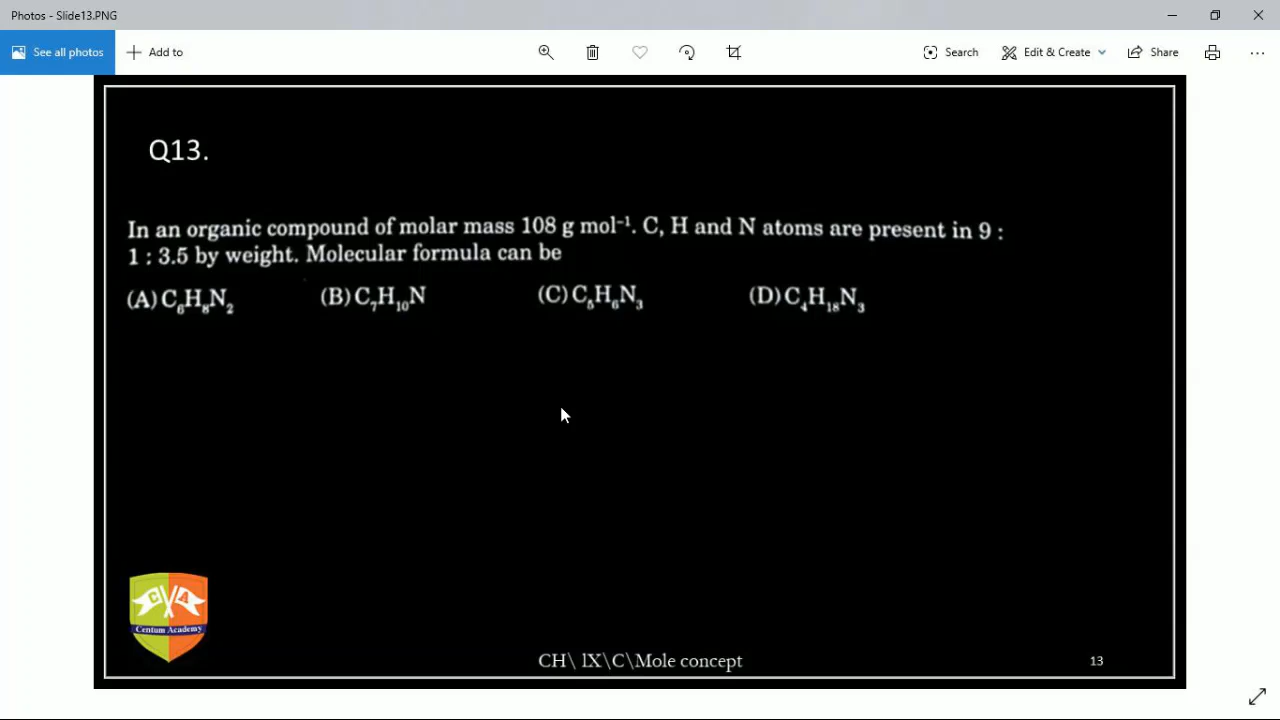 Photos - Slide13.PNG
See all photos
Add to
Search
Edit & Create
Share
Q13.
In an organic compound of molar mass 108 g mol⁻¹. C, H and N atoms are present in 9 :
1 : 3.5 by weight. Molecular formula can be
(A) C₆H₈N₂ (B) C₇H₁₀N (C) C₅H₆N₃ (D) C₄H₁₈N₃
C A
Centum Academy
CH\ lX\C\Mole concept
13